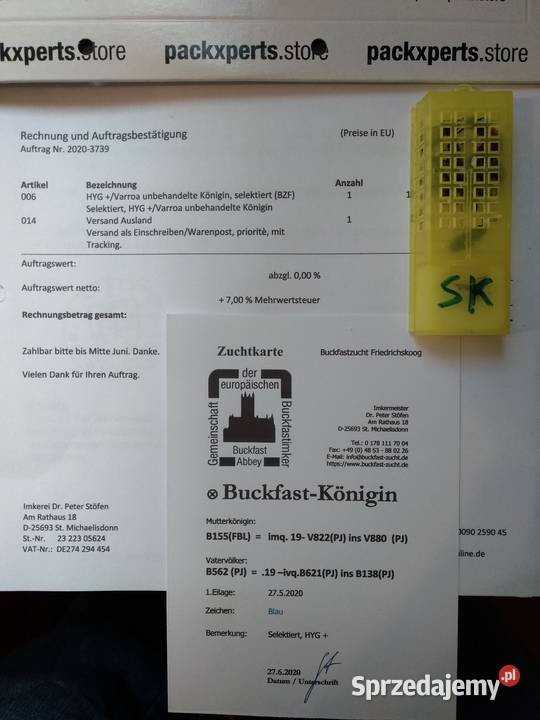 kxperts.store packxperts.store packxperts.store
Rechnung und Auftragsbestätigung (Preise in EU)
Auftrag Nr. 2020-3739
Artikel Bezeichnung Anzahl
006 HYG +/Varroa unbehandelte Königin, selektiert (BZF) 1 1
Selektiert, HYG +/Varroa unbehandelte Königin
014 Versand Ausland 1
Versand als Einschreiben/Warenpost, priorité, mit
Tracking.
SK
Auftragswert:
abzgl. 0,00 %
Auftragswert netto:
+ 7,00 % Mehrwertsteuer
Rechnungsbetrag gesamt:
Zahlbar bitte bis Mitte Juni. Danke.
Vielen Dank für Ihren Auftrag.
Imkerei Dr. Peter Stöfen
Am Rathaus 18
D-25693 St. Michaelisdonn
St.-Nr. 23 223 05624
VAT-Nr.: DE274 294 454
0090 2590 45
nline.de
Zuchtkarte Buckfastzucht Friedrichskoog
Gemeinschaft
der
europäischen
Buckfastimker
Buckfast
Abbey
Imkermeister
Dr. Peter Stöfen
Am Rathaus 18
D-25693 St. Michaelisdonn
Tel.: 0 178 111 70 04
Fax: +49 (0) 48 53 - 88 02 26
E-Mail: info@buckfast-zucht.de
https://www.buckfast-zucht.de
⊗ Buckfast-Königin
Mutterkönigin:
B155(FBL) = imq. 19- V822(PJ) ins V880 (PJ)
Vatervölker:
B562 (PJ) = .19 –ivq.B621(PJ) ins B138(PJ)
1.Eilage: 27.5.2020
Zeichen: Blau
Bemerkung: Selektiert, HYG +
27.6.2020
Datum / Unterschrift
Sprzedajemy.pl